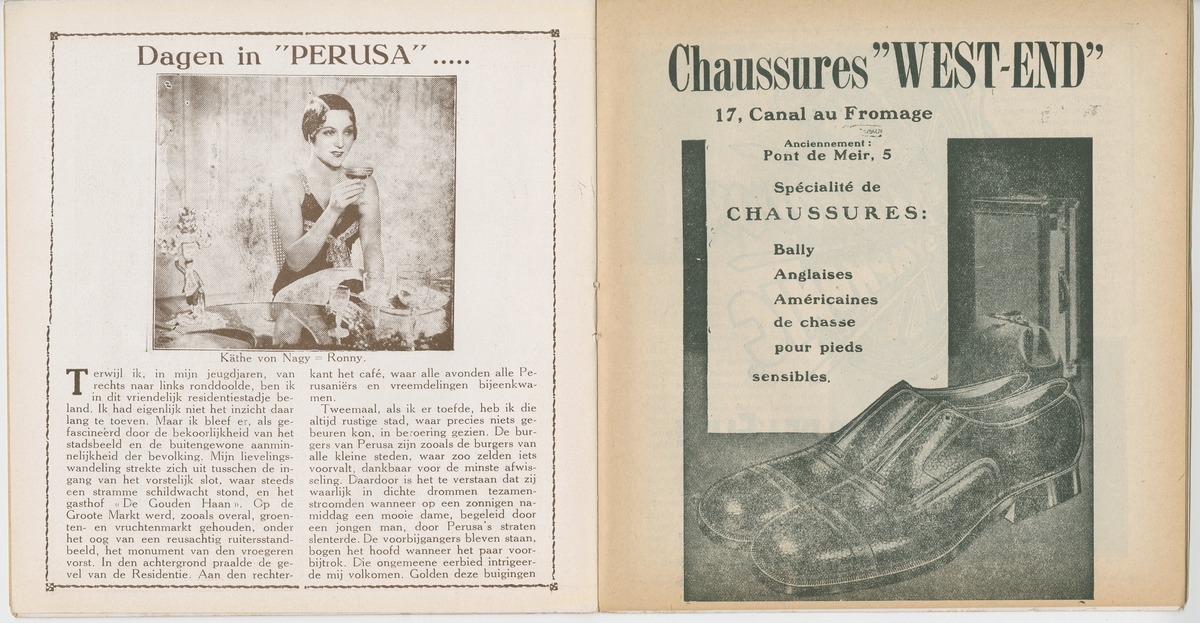 Dagen in "PERUSA".....
Käthe von Nagy = Ronny.
Terwijl ik, in mijn jeugdjaren, van
rechts naar links ronddoolde, ben ik
in dit vriendelijk residentiestadje be-
land. Ik had eigenlijk niet het inzicht daar
lang te toeven. Maar ik bleef er, als ge-
fascineerd door de bekoorlijkheid van het
stadsbeeld en de buitengewone aanmin-
nelijkheid der bevolking. Mijn lievelings-
wandeling strekte zich uit tusschen de in-
gang van het vorstelijk slot, waar steeds
een stramme schildwacht stond, en het
gasthof «De Gouden Haan». Op de
Groote Markt werd, zooals overal, groen-
ten- en vruchtenmarkt gehouden, onder
het oog van een reusachtig ruitersstand-
beeld, het monument van den vroegeren
vorst. In den achtergrond praalde de ge-
vel van de Residentie. Aan den rechter-
kant het café, waar alle avonden alle Pe-
rusaniërs en vreemdelingen bijeenkwa-
men.
Tweemaal, als ik er toefde, heb ik die
altijd rustige stad, waar precies niets ge-
beuren kon, in beroering gezien. De bur-
gers van Perusa zijn zooals de burgers van
alle kleine steden, waar zoo zelden iets
voorvalt, dankbaar voor de minste afwis-
seling. Daardoor is het te verstaan dat zij
waarlijk in dichte drommen tezamen-
stroomden wanneer op een zonnigen na-
middag een mooie dame, begeleid door
een jongen man, door Perusa's straten
slenterde. De voorbijgangers bleven staan,
bogen het hoofd wanneer het paar voor-
bijtrok. Die ongemeene eerbied intrigeer-
de mij volkomen. Golden deze buigingen
Chaussures "WEST-END"
17, Canal au Fromage
Anciennement :
Pont de Meir, 5
Spécialité de
CHAUSSURES:
Bally
Anglaises
Américaines
de chasse
pour pieds
sensibles.